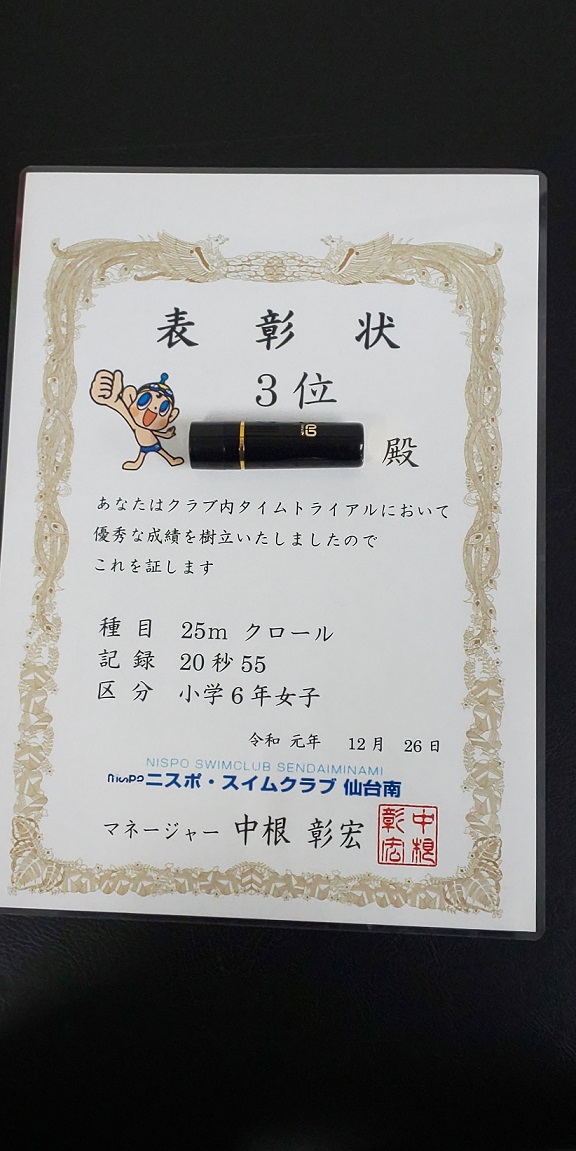 表 彰 状
3位
殿
あなたはクラブ内タイムトライアルにおいて
優秀な成績を樹立いたしましたので
これを証します
種 目 25m クロール
記 録 20秒55
区 分 小学6年女子
令和 元年 12月 26日
NISPO SWIMCLUB SENDAIMINAMI
nispo ニスポ・スイムクラブ 仙台南
マネージャー 中根 彰宏
中根
彰宏